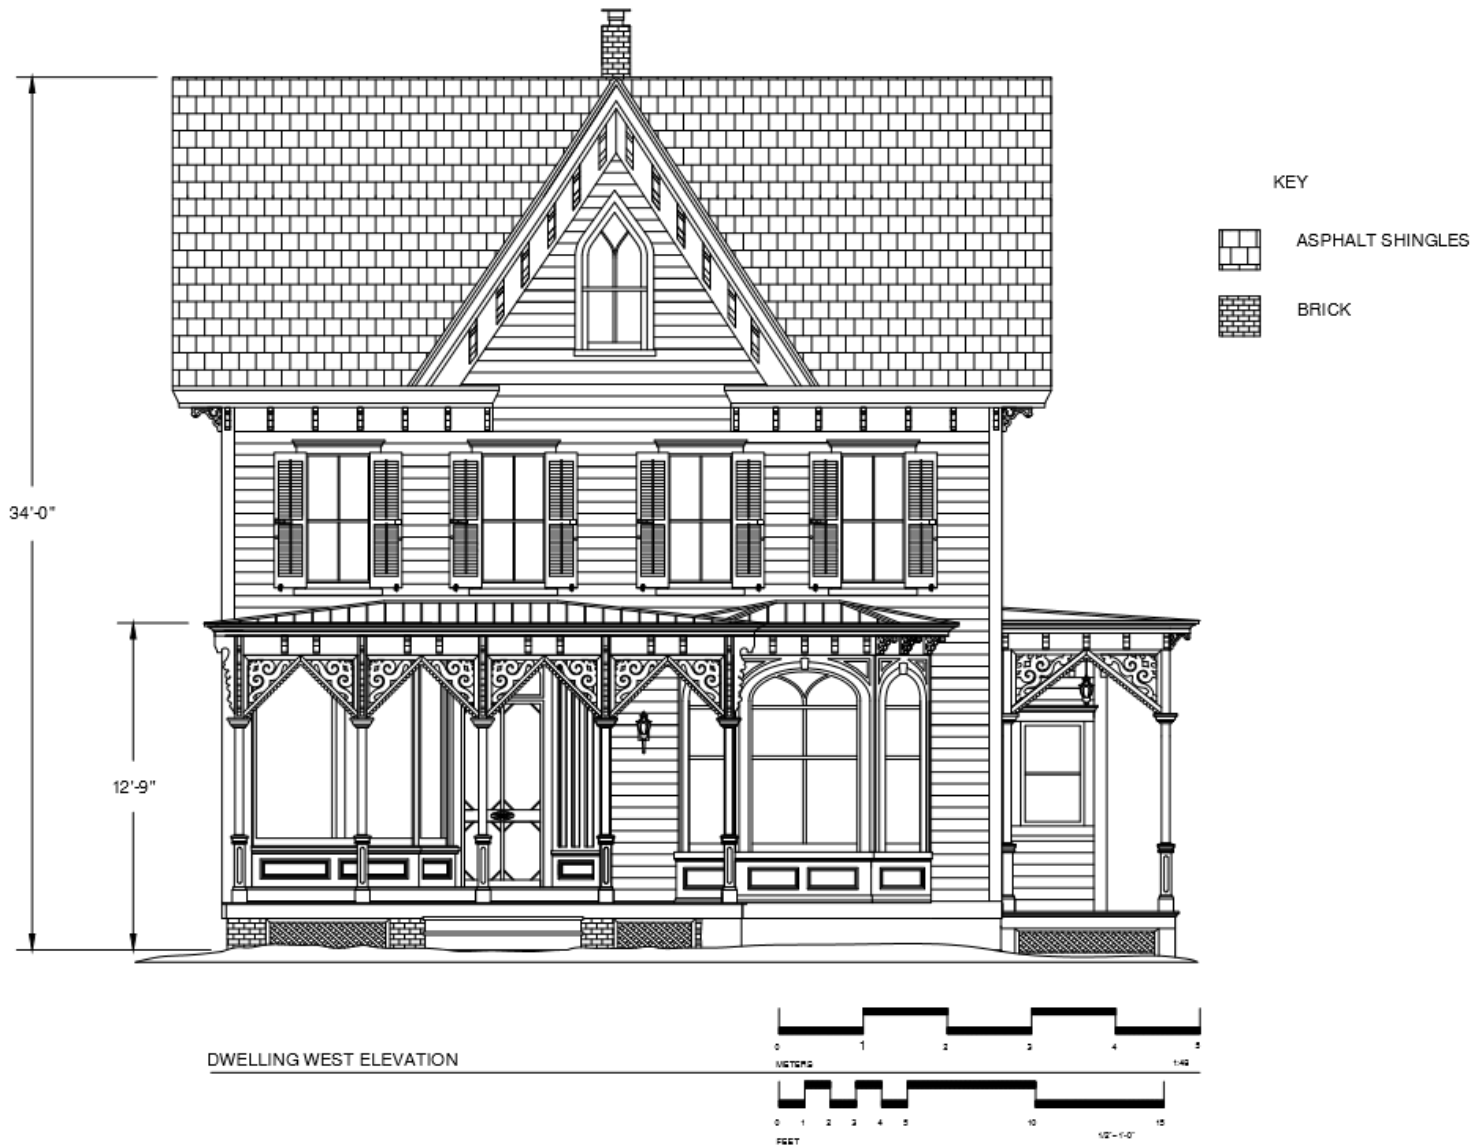 KEY
ASPHALT SHINGLES
BRICK
34'-0"
12'-9"
DWELLING WEST ELEVATION
0 1 2 3 4 5
METERS 1:48
0 1 2 3 4 5 10 15
FEET